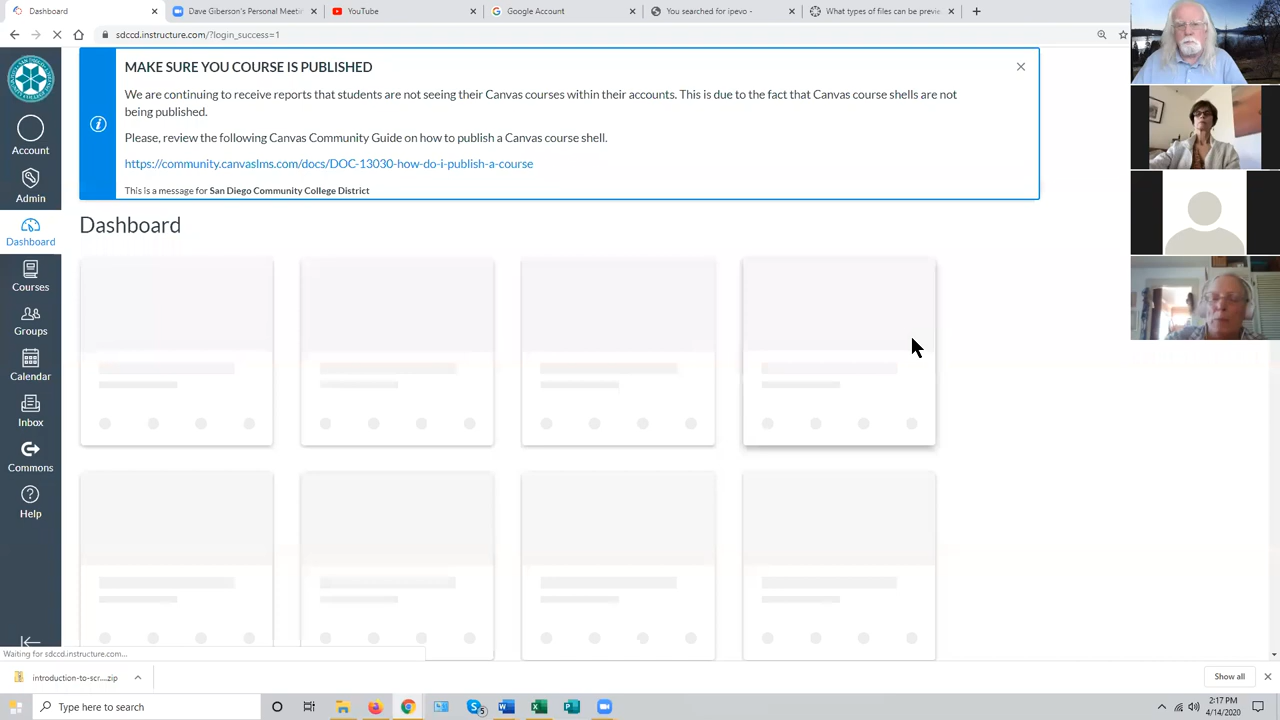 Dashboard
Dave Giberson's Personal Meeti
YouTube
Google Account
You searched for ipevo -
What types of files can be previe
sdccd.instructure.com/?login_success=1
MAKE SURE YOU COURSE IS PUBLISHED
We are continuing to receive reports that students are not seeing their Canvas courses within their accounts. This is due to the fact that Canvas course shells are not
being published.
Please, review the following Canvas Community Guide on how to publish a Canvas course shell.
https://community.canvaslms.com/docs/DOC-13030-how-do-i-publish-a-course
This is a message for San Diego Community College District
Account
Admin
Dashboard
Courses
Groups
Calendar
Inbox
Commons
Help
Dashboard
Waiting for sdccd.instructure.com...
introduction-to-scr....zip
Show all
Type here to search
5
2:17 PM
4/14/2020